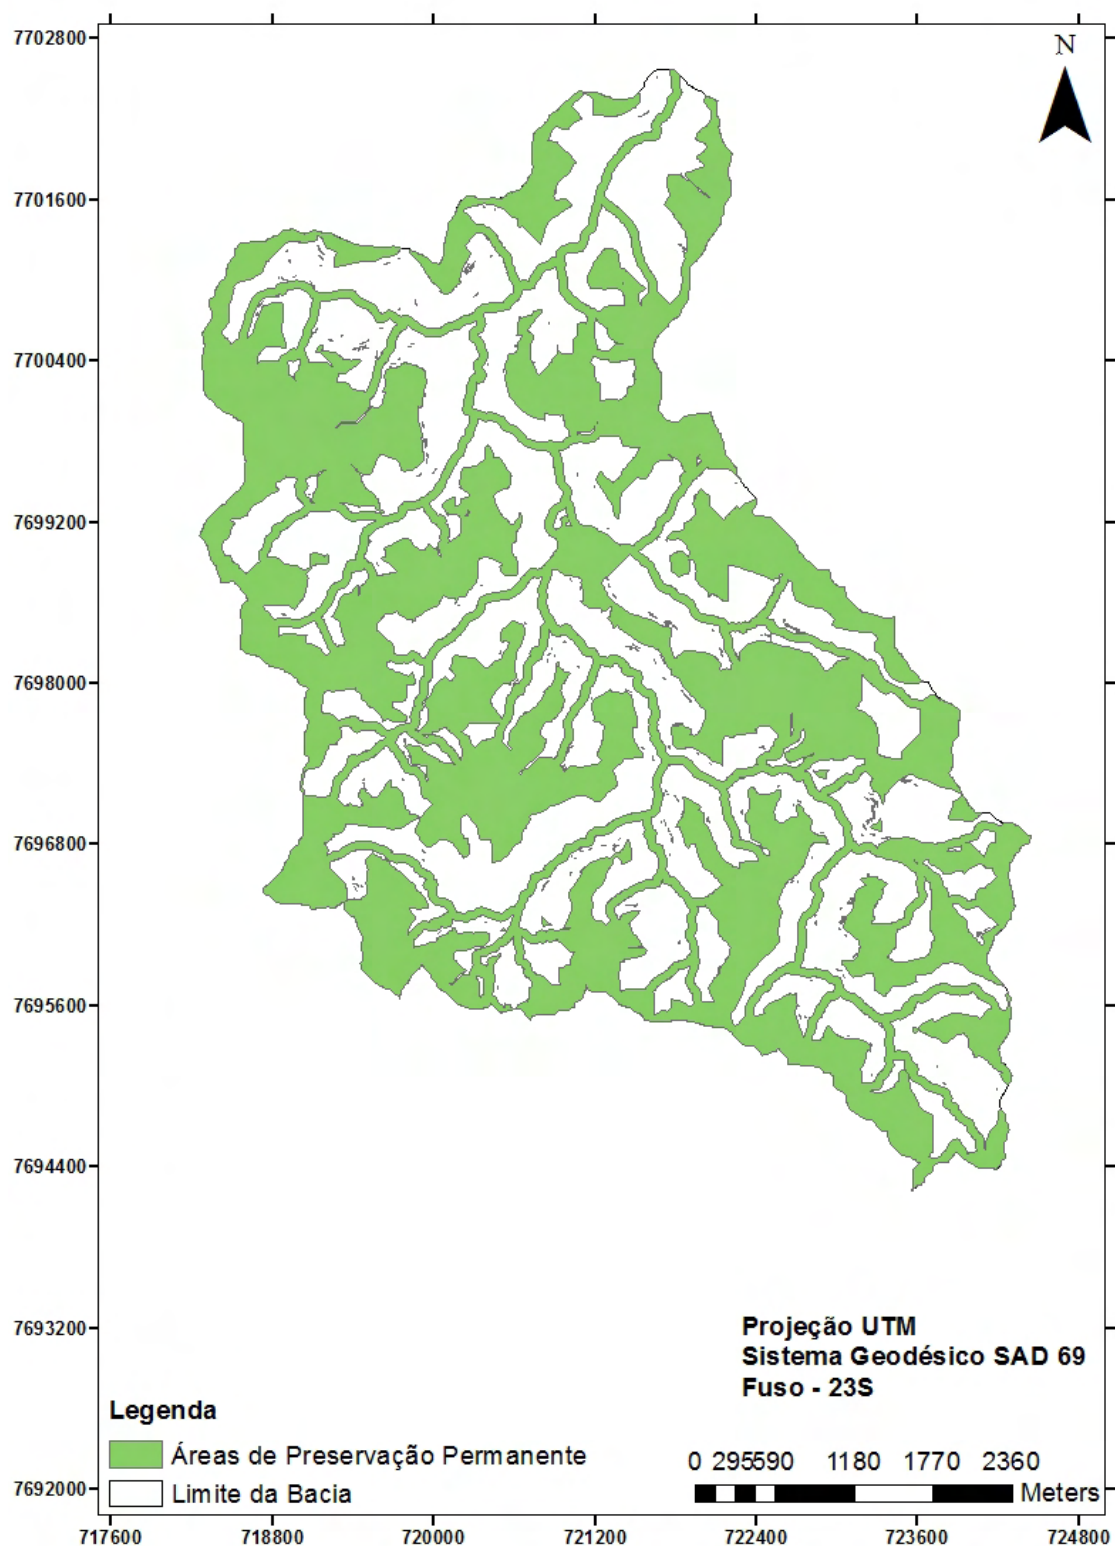 7702800
N
7701600
7700400
7699200
7698000
7696800
7695600
7694400
7693200
Projeção UTM
Sistema Geodésico SAD 69
Fuso - 23S
Legenda
Áreas de Preservação Permanente
Limite da Bacia
0 295590 1180 1770 2360
Meters
7692000
717600 718800 720000 721200 722400 723600 724800